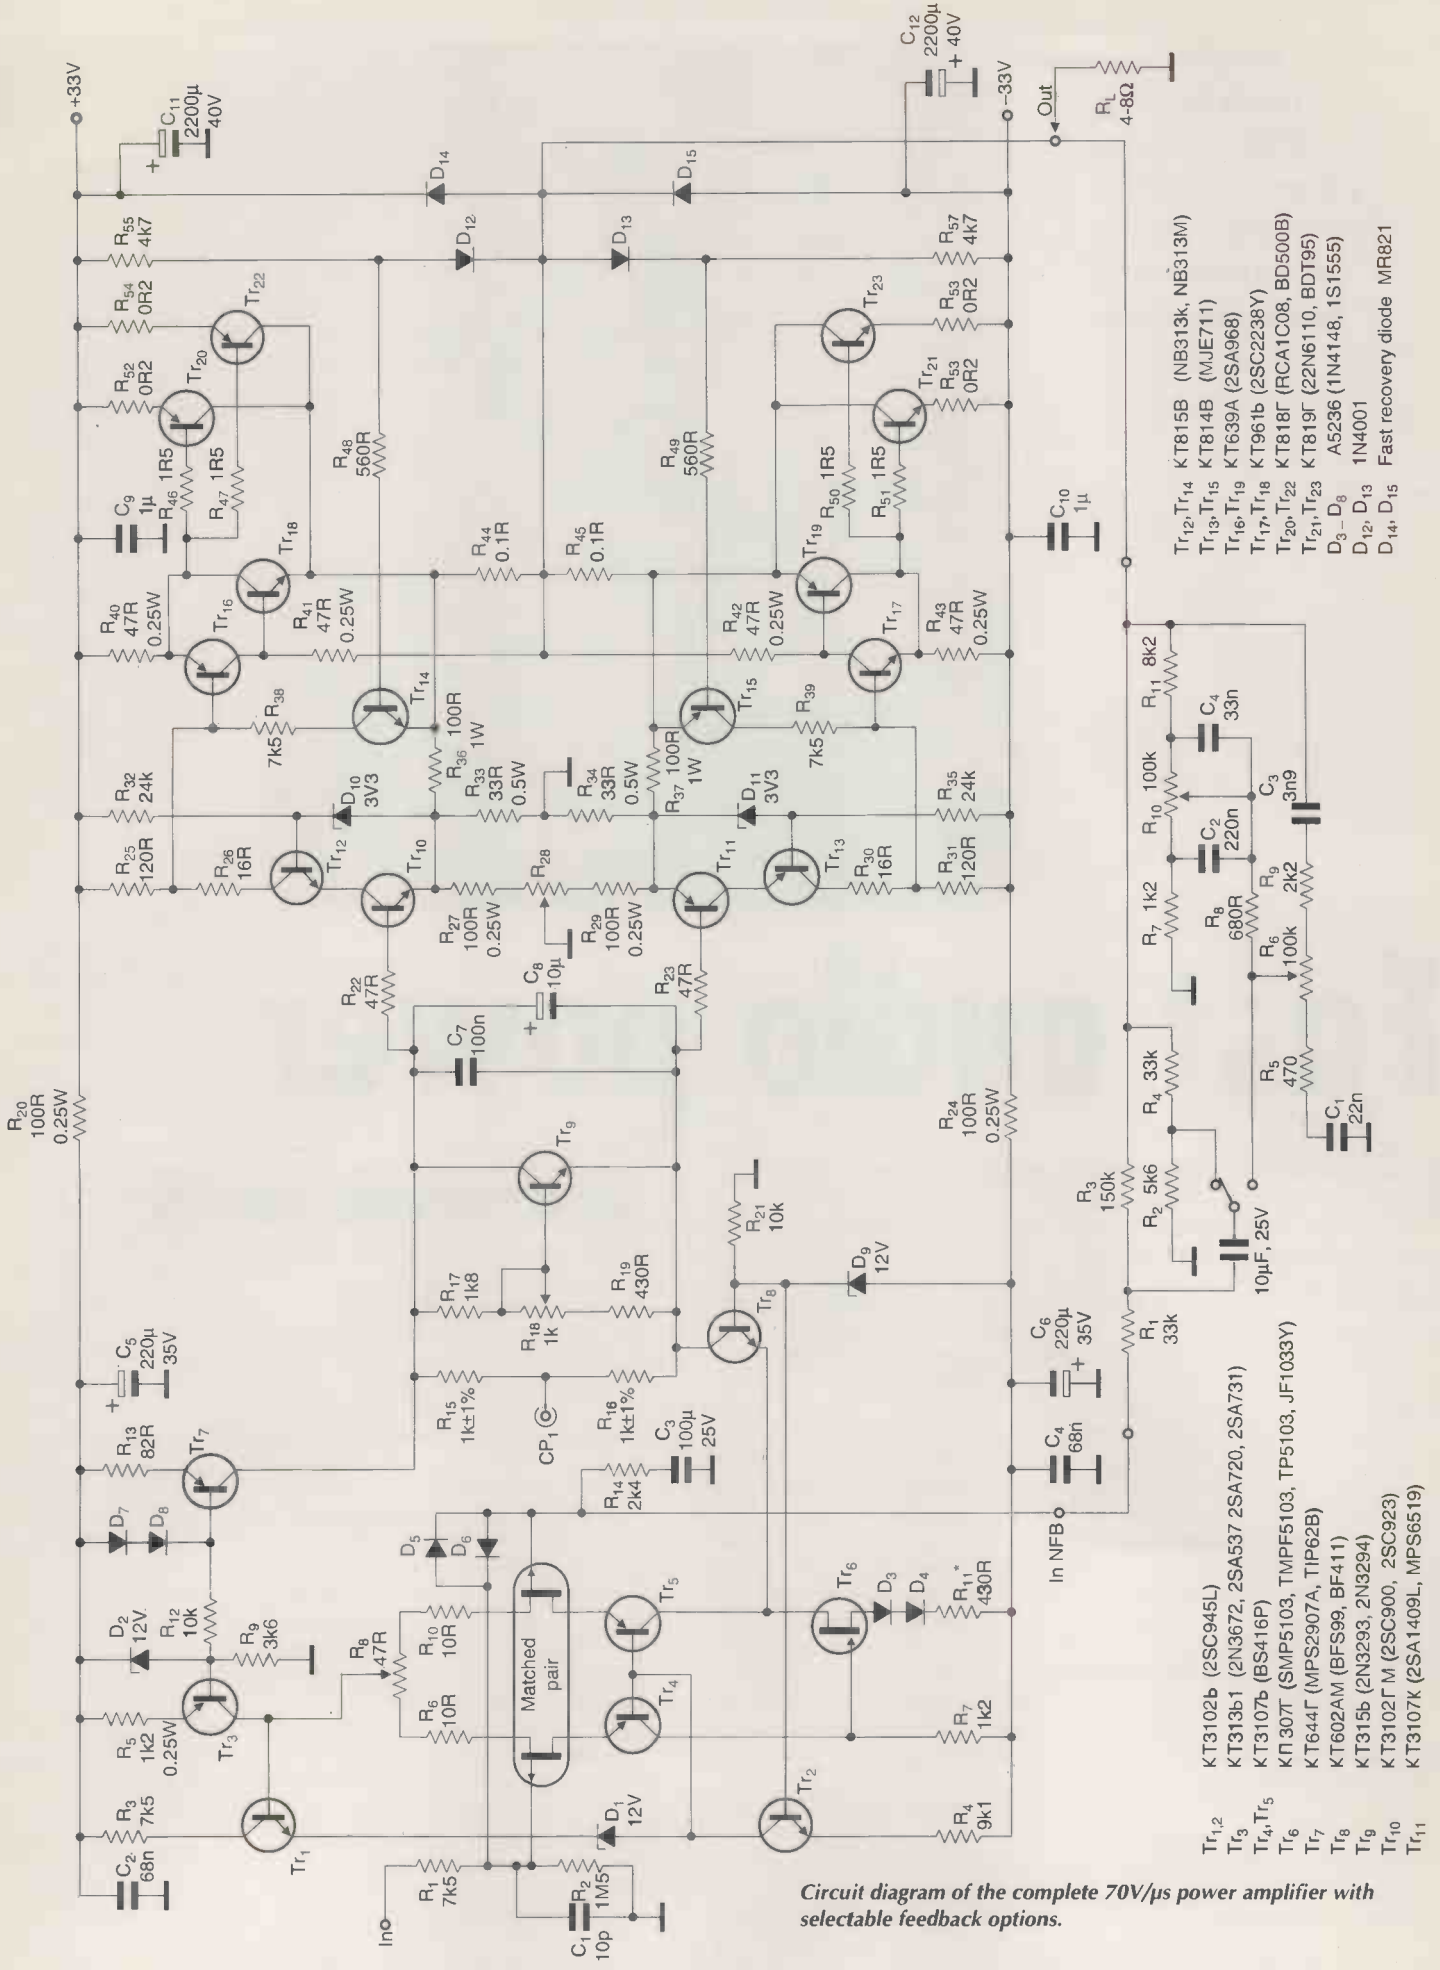 +33V
C11
2200µ
40V
C12
2200µ
40V
–33V
Out
RL
4-8Ω
D14
D15
R55
4k7
D12
D13
R57
4k7
R54
0R2
Tr22
R52
0R2
Tr20
Tr23
R53
0R2
Tr21
R53
0R2
R48
560R
R49
560R
C9
1µ
R46 1R5
R47 1R5
R50 1R5
R51 1R5
C10
1µ
Tr18
R44
0.1R
R45
0.1R
Tr19
R40
47R
0.25W
Tr16
R41
47R
0.25W
R42
47R
0.25W
Tr17
R43
47R
0.25W
R38
7k5
Tr14
Tr15
R39
7k5
R36
100R
1W
R37
100R
1W
R32
24k
D10
3V3
R33
33R
0.5W
R34
33R
0.5W
D11
3V3
R35
24k
R25
120R
R26
16R
Tr12
Tr10
R27
100R
0.25W
R28
R29
100R
0.25W
Tr11
Tr13
R30
16R
R31
120R
R22
47R
C8
10µ
R23
47R
C7
100n
R20
100R
0.25W
R24
100R
0.25W
Tr9
R21
10k
R17
1k8
R18
1k
R19
430R
D9
12V
Tr8
R15
1k±1%
CP1
R16
1k±1%
C5
220µ
35V
C6
220µ
35V
C4
68n
R13
82R
Tr7
R14
2k4
C3
100µ
25V
D7
D8
D5
D6
In NFB
D2
12V
R12
10k
R9
3k6
R8
47R
R10
10R
Matched
pair
R6
10R
Tr5
Tr4
Tr6
D3
D4
R11*
430R
R7
1k2
R5
1k2
0.25W
Tr3
R3
7k5
C2
68n
Tr1
D1
12V
Tr2
R4
9k1
In
R1
7k5
R2
1M5
C1
10p
R1
33k
R3
150k
R2 5k6
R4 33k
10µF, 25V
R7 1k2
R10 100k
R11 8k2
C2
220n
C4
33n
R8
680R
R6
100k
R9
2k2
C3
3n9
R5
470
C1
22n
Tr1,2 KT3102Ƅ (2SC945L)
Tr3 KT313Ƅ1 (2N3672, 2SA537 2SA720, 2SA731)
Tr4,Tr5 KT3107Ƅ (BS416P)
Tr6 KП307Г (SMP5103, TMPF5103, TP5103, JF1033Y)
Tr7 KT644Г (MPS2907A, TIP62B)
Tr8 KT602AM (BFS99, BF411)
Tr9 KT315Ƅ (2N3293, 2N3294)
Tr10 KT3102ГM (2SC900, 2SC923)
Tr11 KT3107K (2SA1409L, MPS6519)
Tr12,Tr14 KT815B (NB313k, NB313M)
Tr13,Tr15 KT814B (MJE711)
Tr16,Tr19 KT639A (2SA968)
Tr17,Tr18 KT961Ƅ (2SC2238Y)
Tr20,Tr22 KT818Г (RCA1C08, BD500B)
Tr21,Tr23 KT819Г (22N6110, BDT95)
D3 – D8 A5236 (1N4148, 1S1555)
D12, D13 1N4001
D14, D15 Fast recovery diode MR821
Circuit diagram of the complete 70V/µs power amplifier with
selectable feedback options.